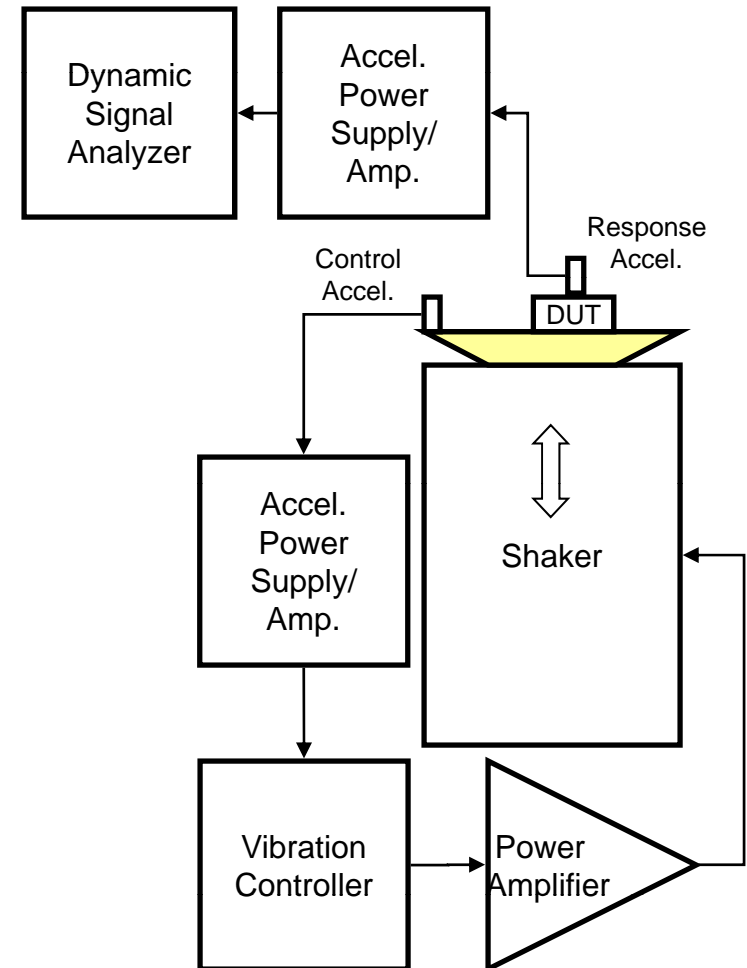 Dynamic
Signal
Analyzer
Accel.
Power
Supply/
Amp.
Response
Accel.
Control
Accel.
DUT
Accel.
Power
Supply/
Amp.
Shaker
Vibration
Controller
Power
Amplifier